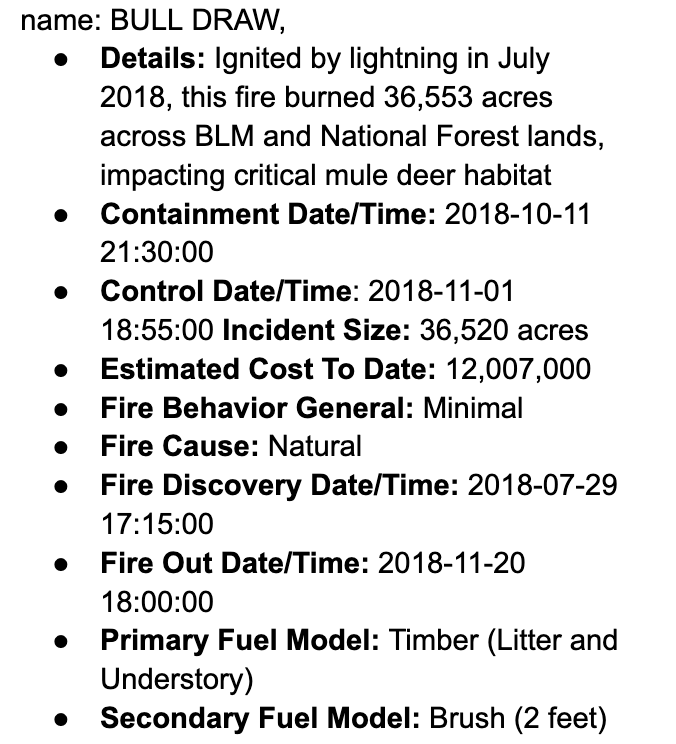 name: BULL DRAW,
● Details: Ignited by lightning in July
2018, this fire burned 36,553 acres
across BLM and National Forest lands,
impacting critical mule deer habitat
● Containment Date/Time: 2018-10-11
21:30:00
● Control Date/Time: 2018-11-01
18:55:00 Incident Size: 36,520 acres
● Estimated Cost To Date: 12,007,000
● Fire Behavior General: Minimal
● Fire Cause: Natural
● Fire Discovery Date/Time: 2018-07-29
17:15:00
● Fire Out Date/Time: 2018-11-20
18:00:00
● Primary Fuel Model: Timber (Litter and
Understory)
● Secondary Fuel Model: Brush (2 feet)